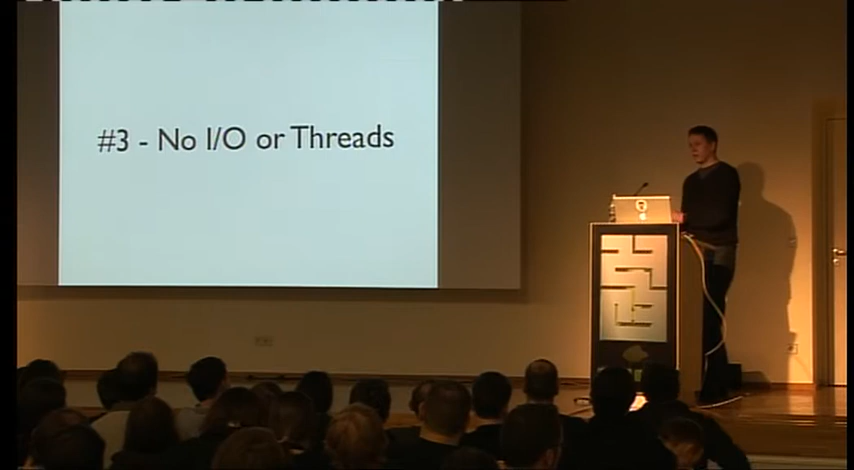 #3 - No I/O or Threads